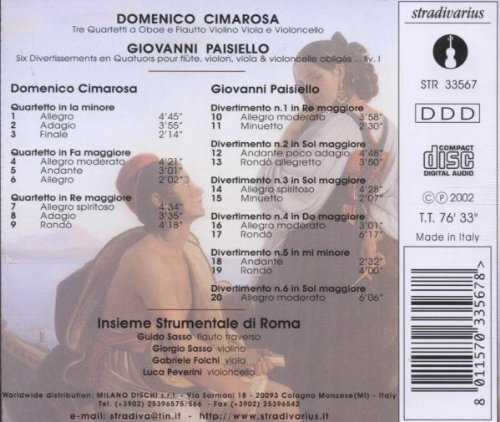 DOMENICO CIMAROSA
Tre Quartetti a Oboe e Flautto Violino Viola e Violoncello
GIOVANNI PAISIELLO
Six Divertissements en Quatuors pour flûte, violon, viola & violoncelle obligés ... liv. I
Domenico Cimarosa
Quartetto in la minore
1 Allegro 4'45"
2 Adagio 3'55"
3 Finale 2'14"
Quartetto in Fa maggiore
4 Allegro moderato 4'21"
5 Andante 3'01"
6 Allegro 2'02"
Quartetto in Re maggiore
7 Allegro spiritoso 4'34"
8 Adagio 3'35"
9 Rondo 4'18"
Giovanni Paisiello
Divertimento n.1 in Re maggiore
10 Allegro moderato 3'58"
11 Minuetto 2'30"
Divertimento n.2 in Sol maggiore
12 Andante poco adagio 4'48"
13 Rondò allegretto 3'50"
Divertimento n.3 in Sol maggiore
14 Allegro spiritoso 4'28"
15 Minuetto 2'07"
Divertimento n.4 in Do maggiore
16 Allegro moderato 3'01"
17 Rondo 6'17"
Divertimento n.5 in mi minore
18 Andante 2'32"
19 Rondo 4'00"
Divertimento n.6 in Sol maggiore
20 Allegro moderato 6'06"
Insieme Strumentale di Roma
Guido Sasso flauto traverso
Giorgio Sasso violino
Gabriele Folchi viola
Luca Peverini violoncello
Worldwide distribution: MILANO DISCHI s.r.l. - Via Sormani 18 - 20093 Cologno Monzese(MI) - Italy
Tel. (+3902) 25396575/586 Fax: (+3902) 25396542
e-mail: stradiva@tin.it - http://www.stradivarius.it
stradivarius
STR 33567
DDD
COMPACT
disc
DIGITAL AUDIO
©℗ 2002
T.T. 76' 33"
Made in Italy
8 011570 335678 >